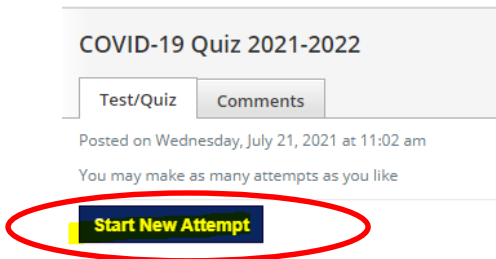 COVID-19 Quiz 2021-2022
Test/Quiz Comments
Posted on Wednesday, July 21, 2021 at 11:02 am
You may make as many attempts as you like
Start New Attempt